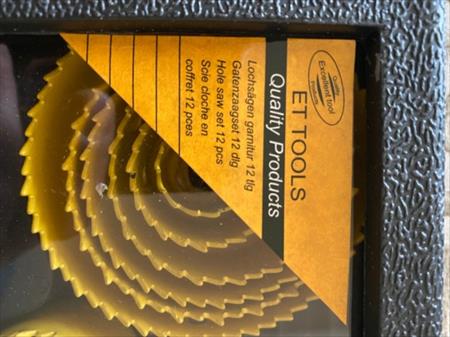 Quality
Excellent tool
Products
ET TOOLS
Quality Products
Lochsägen garnitur 12 tlg
Gatenzaagset 12 dlg
Hole saw set 12 pcs
Scie cloche en
coffret 12 pces